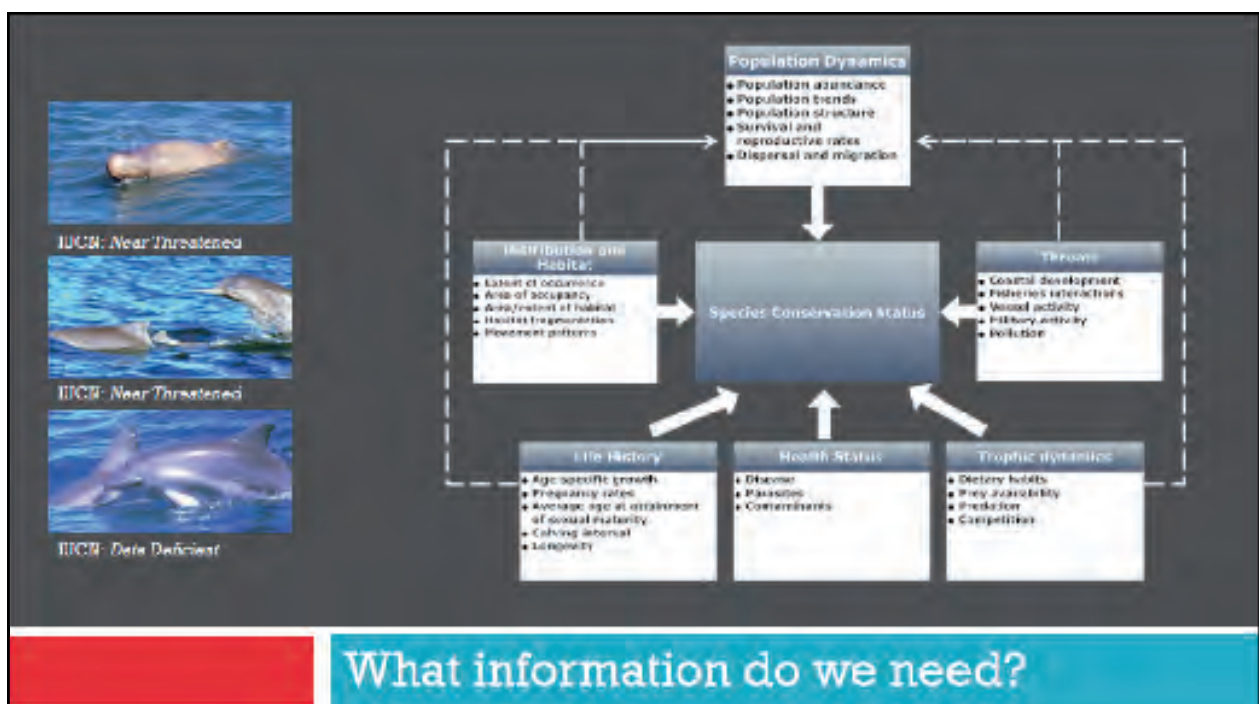 IUCN: Near Threatened
IUCN: Near Threatened
IUCN: Data Deficient
Population Dynamics
• Population abundance
• Population trends
• Population structure
• Survival and
reproductive rates
• Dispersal and migration
Distribution and
Habitat
• Extent of occurrence
• Area of occupancy
• Area/extent of habitat
• Habitat fragmentation
• Movement patterns
Species Conservation Status
Threats
• Coastal development
• Fisheries interactions
• Vessel activity
• Military activity
• Pollution
Life History
• Age specific growth
• Pregnancy rates
• Average age at attainment
of sexual maturity
• Calving interval
• Longevity
Health Status
• Disease
• Parasites
• Contaminants
Trophic dynamics
• Dietary habits
• Prey availability
• Predation
• Competition
What information do we need?